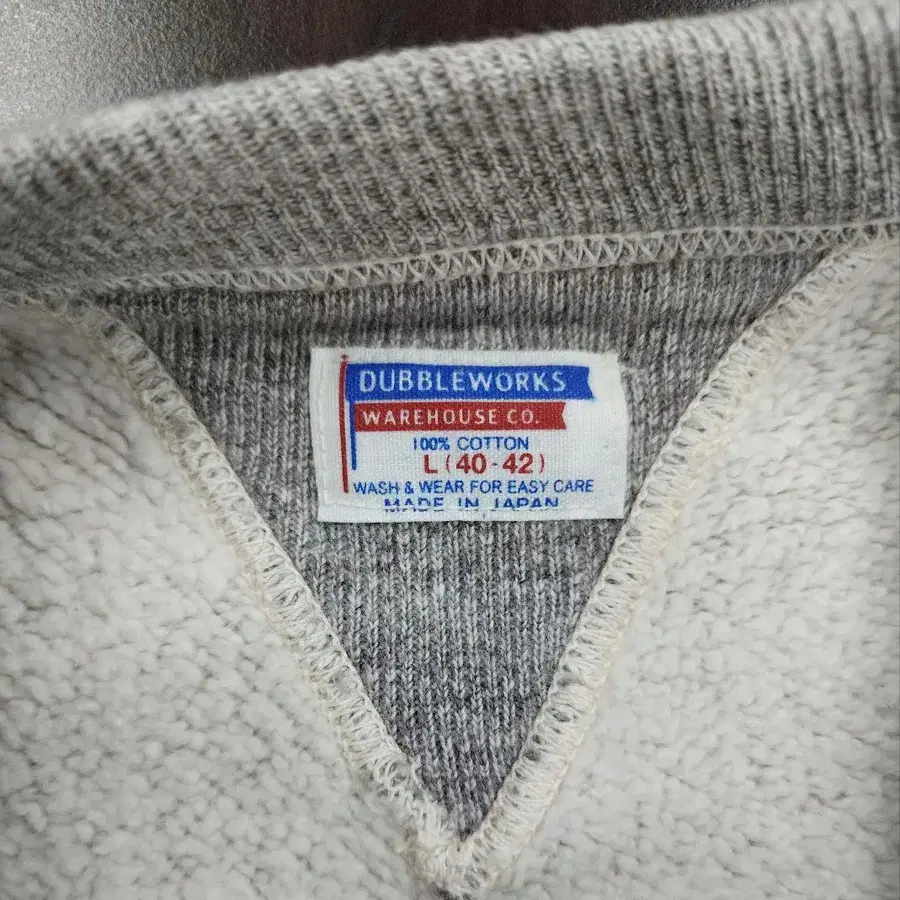 DUBBLEWORKS
WAREHOUSE CO.
100% COTTON
L (40-42)
WASH & WEAR FOR EASY CARE
MADE IN JAPAN